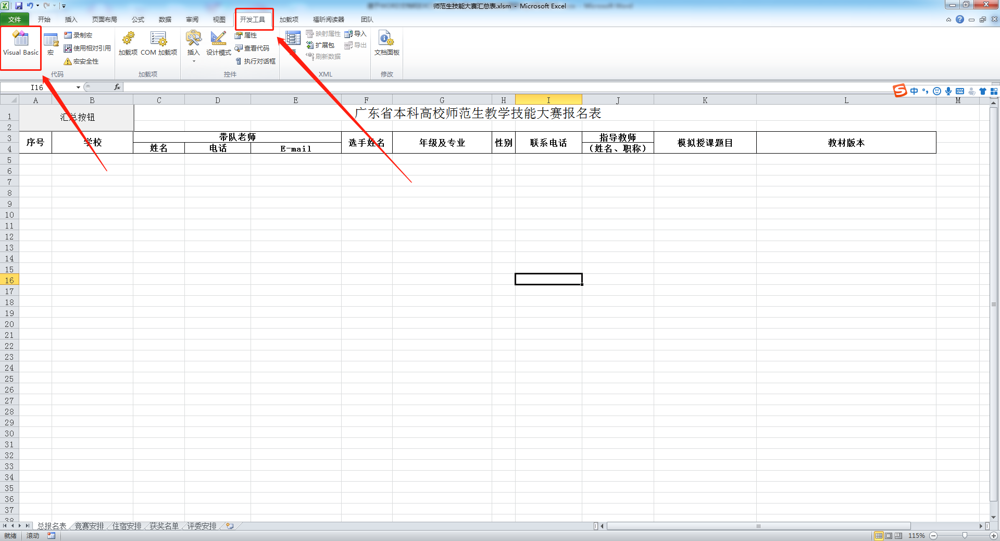 师范生技能大赛汇总表.xlsm - Microsoft Excel
文件 开始 插入 页面布局 公式 数据 审阅 视图 开发工具 加载项 福昕阅读器 团队
Visual Basic 宏 录制宏 使用相对引用 宏安全性
代码
加载项 COM 加载项
加载项
插入 设计模式 属性 查看代码 执行对话框
控件
映射属性 扩展包 刷新数据 导入 导出
XML
文档面板
修改
I16 fx
中
A B C D E F G H I J K L M
1 汇总按钮 广东省本科高校师范生教学技能大赛报名表
2
3 序号 学校 带队老师 选手姓名 年级及专业 性别 联系电话 指导教师 模拟授课题目 教材版本
4 姓名 电话 E-mail （姓名、职称）
5
6
7
8
9
10
11
12
13
14
15
16
17
18
19
20
21
22
23
24
25
26
27
28
29
30
31
32
33
34
35
36
37
38
总报名表 竞赛安排 住宿安排 获奖名单 评委安排
就绪 滚动 115%